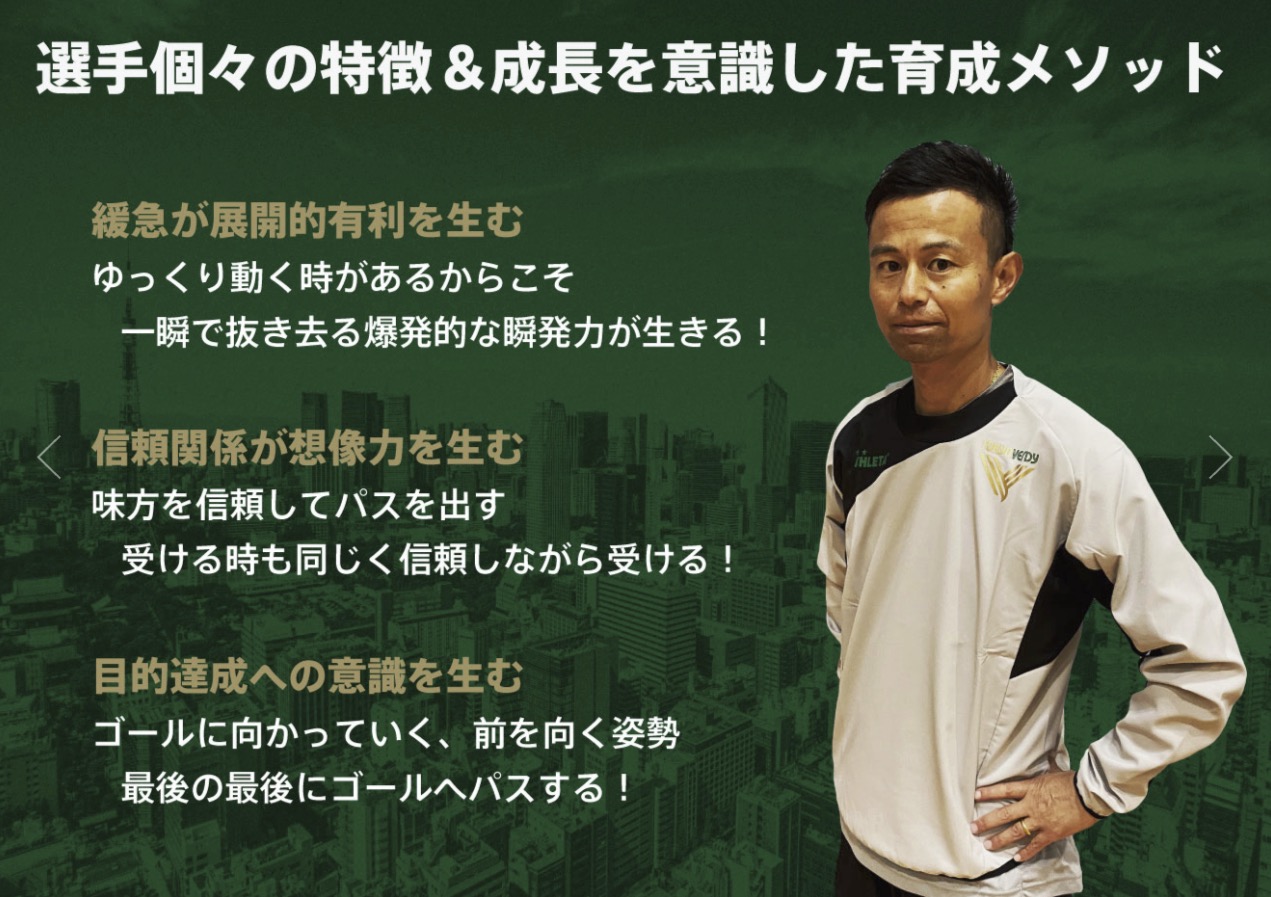 選手個々の特徴＆成長を意識した育成メソッド
緩急が展開的有利を生む
ゆっくり動く時があるからこそ
一瞬で抜き去る爆発的な瞬発力が生きる！
信頼関係が想像力を生む
味方を信頼してパスを出す
受ける時も同じく信頼しながら受ける！
目的達成への意識を生む
ゴールに向かっていく、前を向く姿勢
最後の最後にゴールへパスする！
VERDY